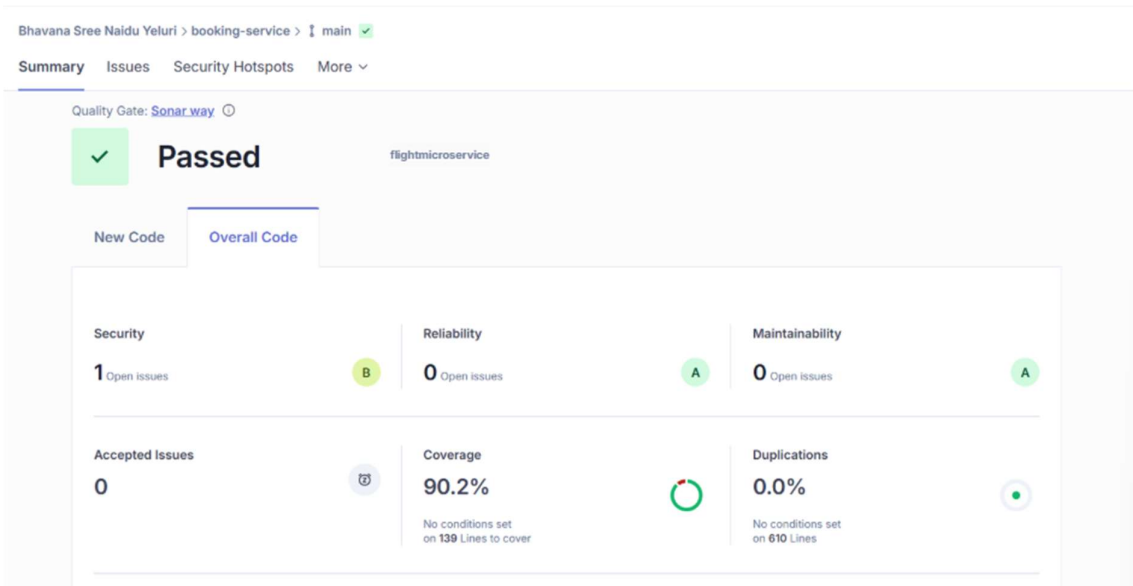 Bhavana Sree Naidu Yeluri > booking-service > main
Summary Issues Security Hotspots More
Quality Gate: Sonar way
Passed
flightmicroservice
New Code Overall Code
Security Reliability Maintainability
1 Open issues B 0 Open issues A 0 Open issues A
Accepted Issues Coverage Duplications
0 90.2% 0.0%
No conditions set No conditions set
on 139 Lines to cover on 610 Lines